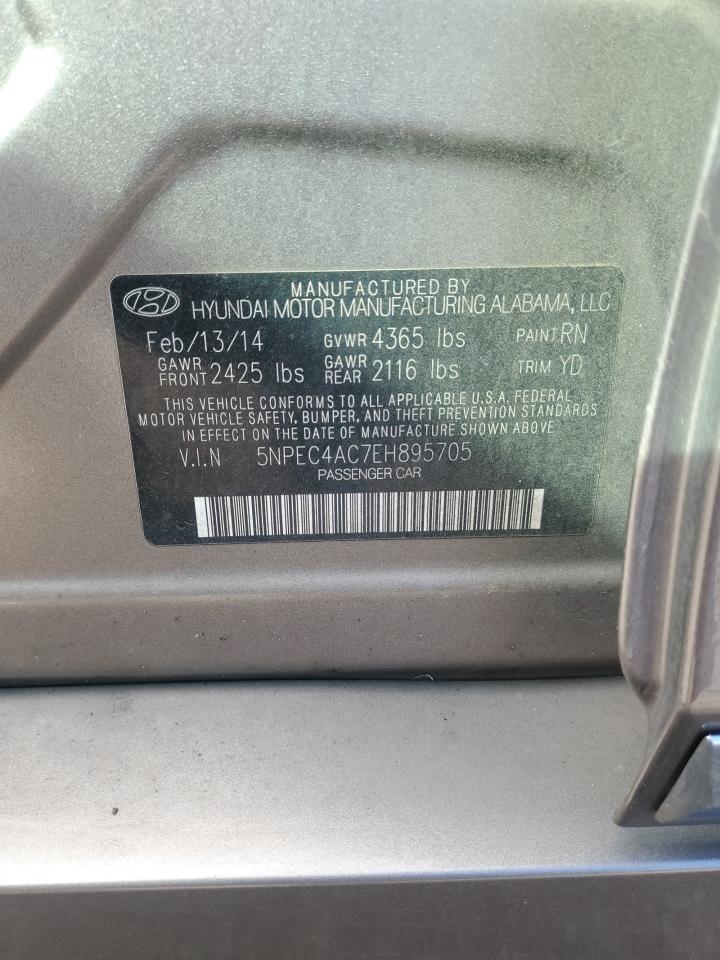 MANUFACTURED BY
HYUNDAI MOTOR MANUFACTURING ALABAMA, LLC
Feb/13/14 GVWR 4365 lbs PAINT RN
GAWR FRONT 2425 lbs GAWR REAR 2116 lbs TRIM YD
THIS VEHICLE CONFORMS TO ALL APPLICABLE U.S.A. FEDERAL
MOTOR VEHICLE SAFETY, BUMPER, AND THEFT PREVENTION STANDARDS
IN EFFECT ON THE DATE OF MANUFACTURE SHOWN ABOVE.
V.I.N 5NPEC4AC7EH895705
PASSENGER CAR